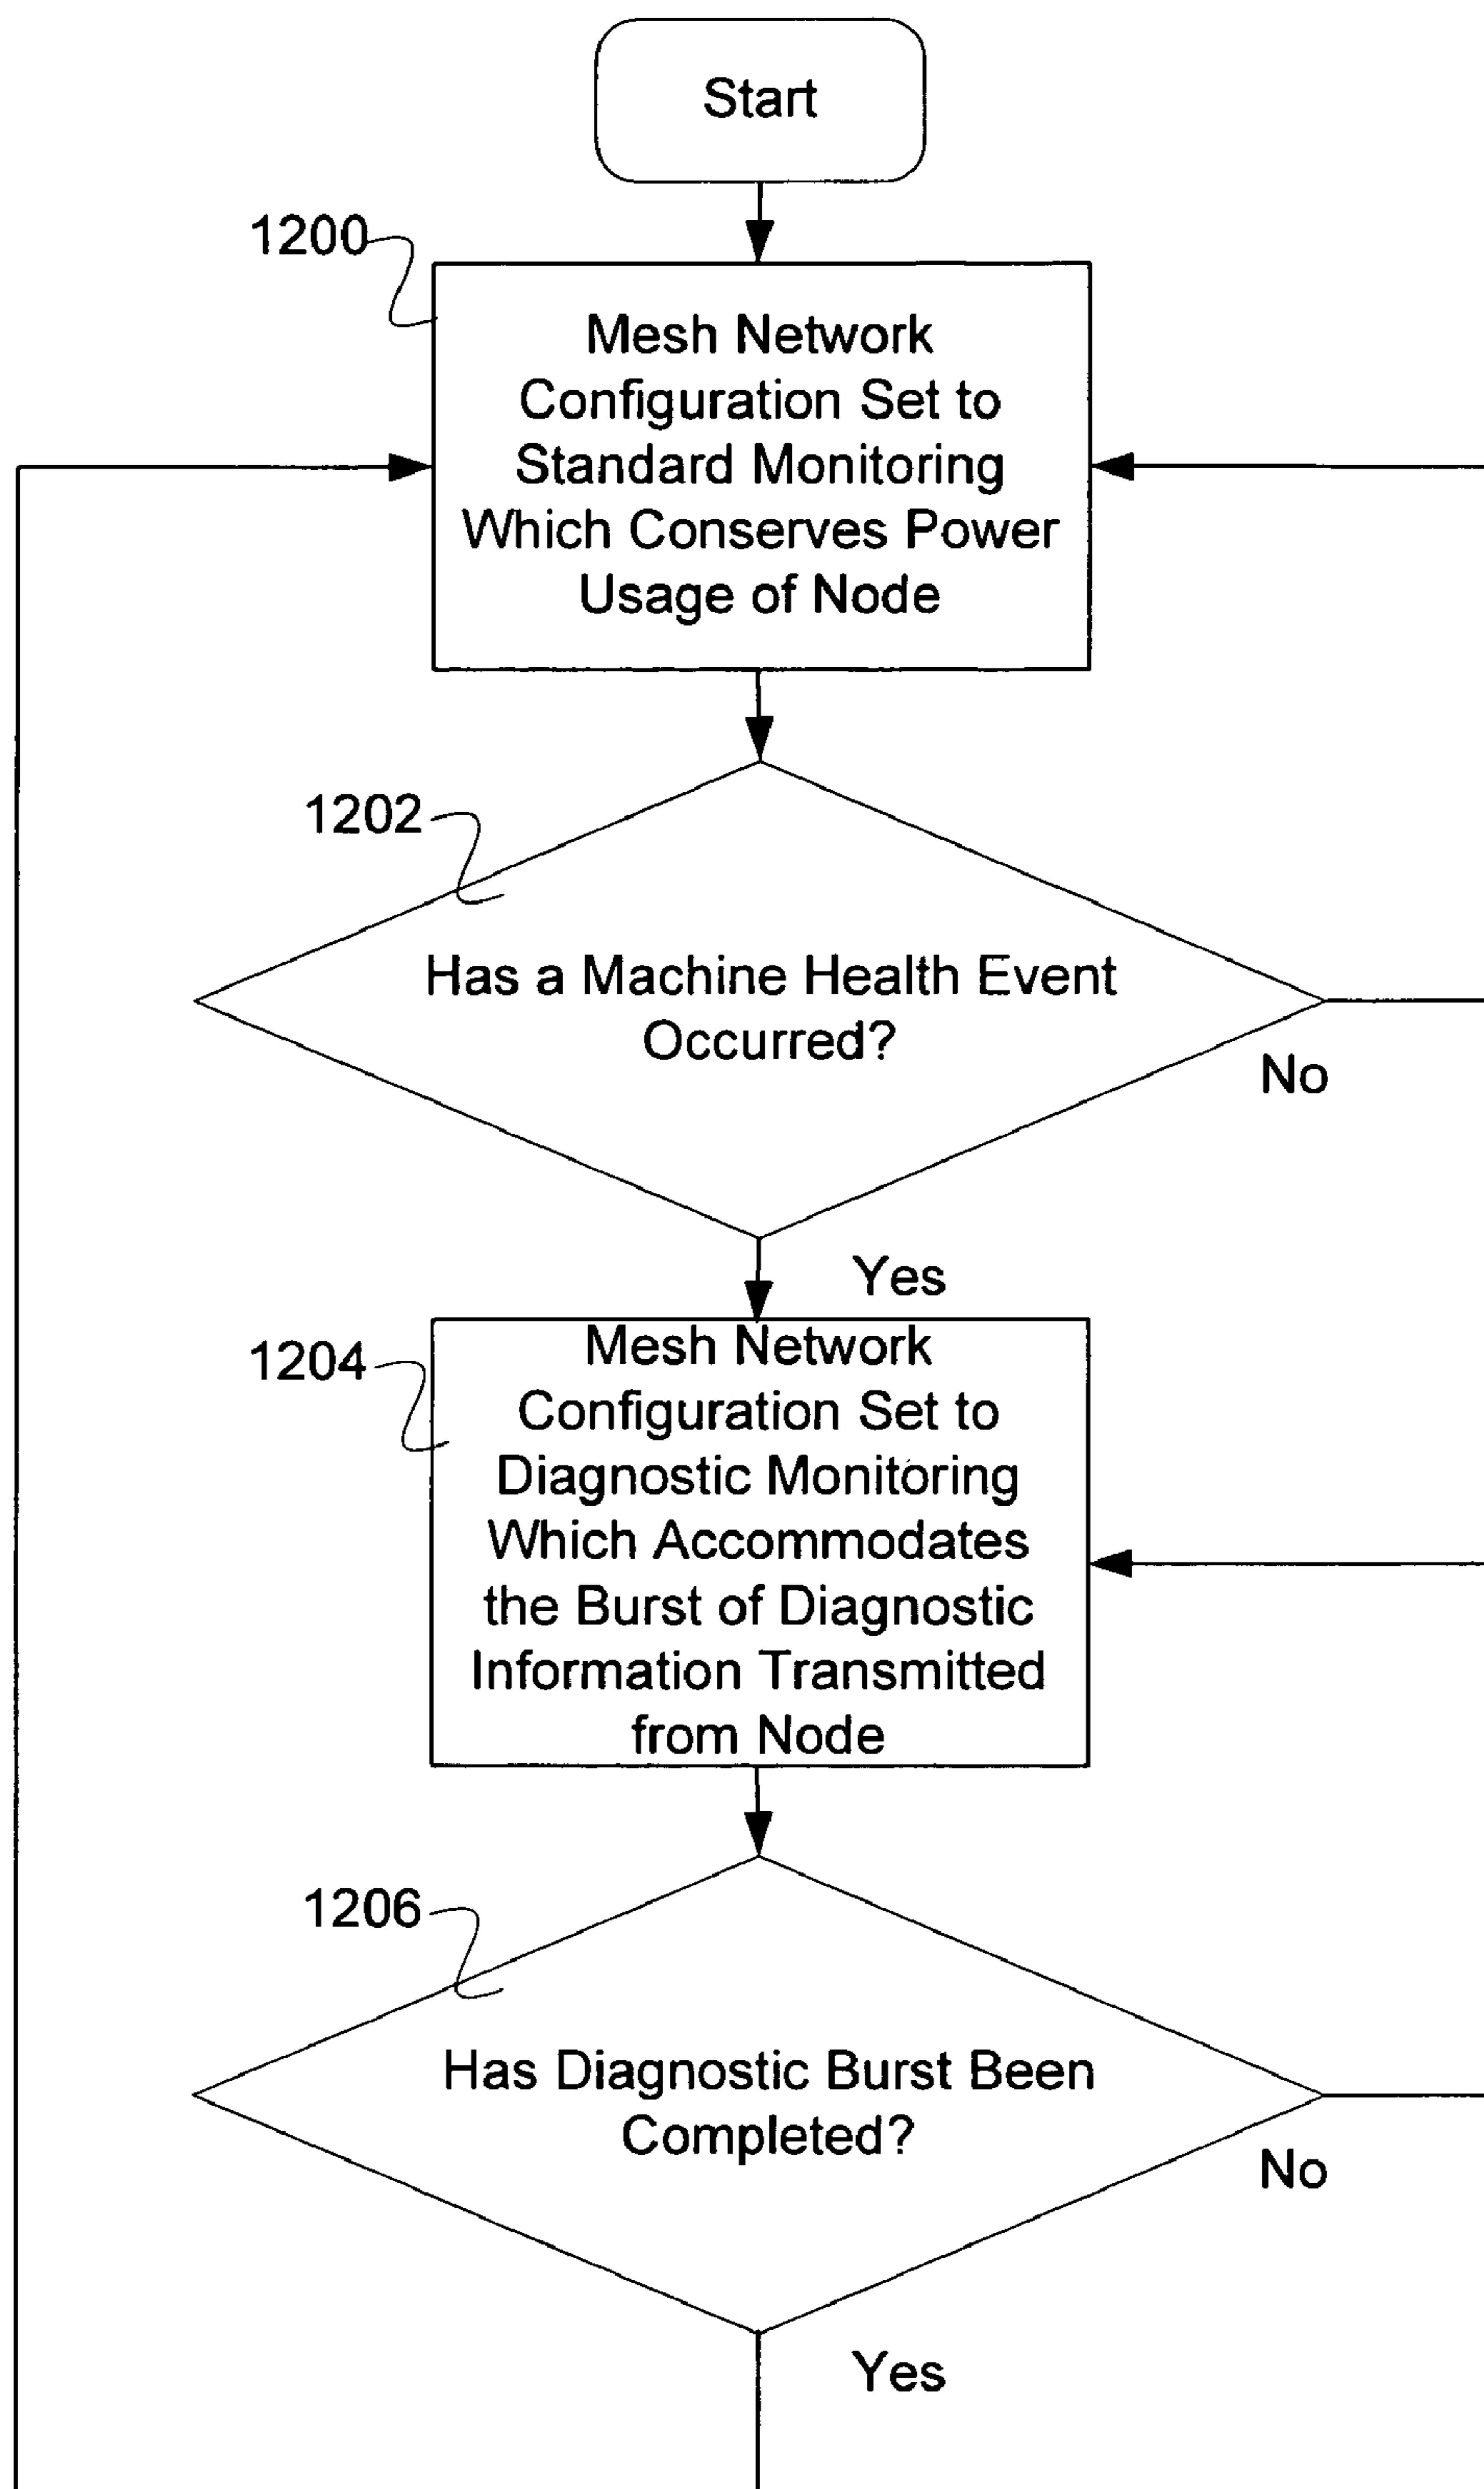 Start
1200
Mesh Network
Configuration Set to
Standard Monitoring
Which Conserves Power
Usage of Node
1202
Has a Machine Health Event
Occurred?
No
Yes
1204
Mesh Network
Configuration Set to
Diagnostic Monitoring
Which Accommodates
the Burst of Diagnostic
Information Transmitted
from Node
1206
Has Diagnostic Burst Been
Completed?
No
Yes